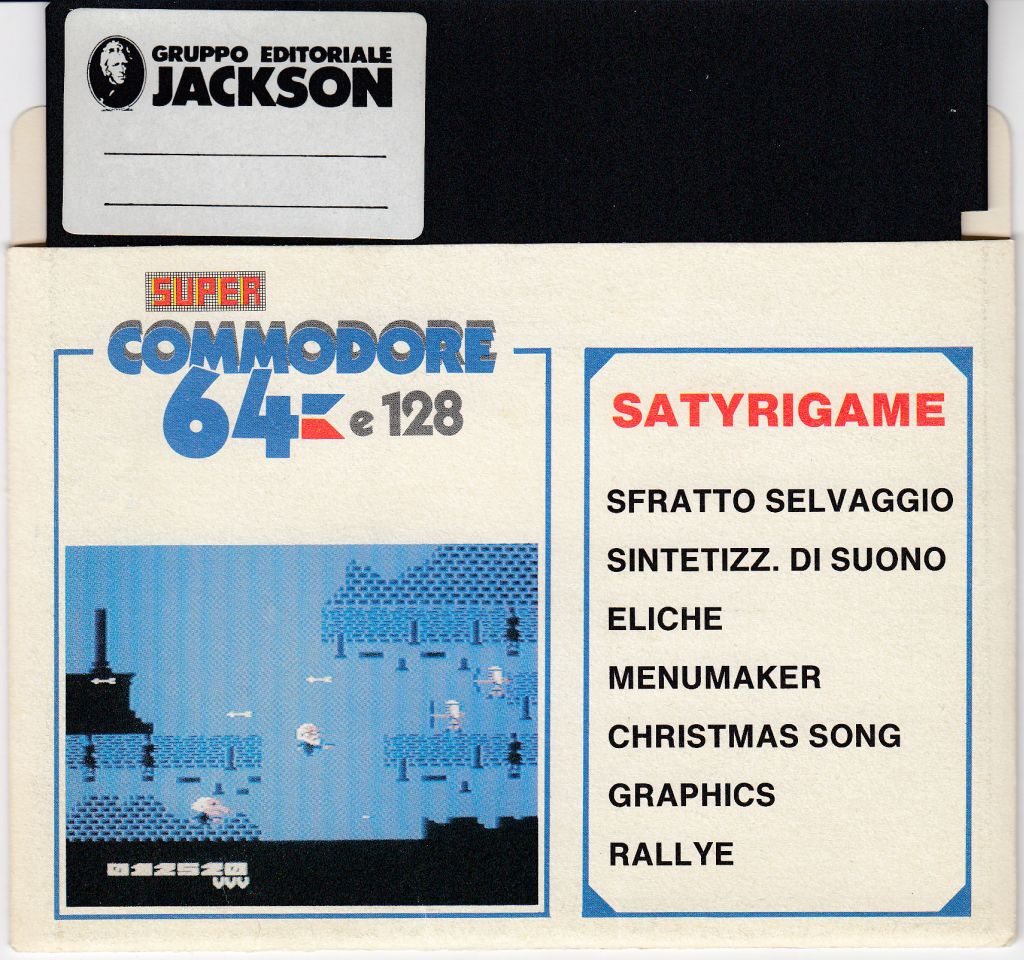 GRUPPO EDITORIALE
JACKSON
SUPER
COMMODORE
64 e 128
SATYRIGAME
SFRATTO SELVAGGIO
SINTETIZZ. DI SUONO
ELICHE
MENUMAKER
CHRISTMAS SONG
GRAPHICS
RALLYE
012520